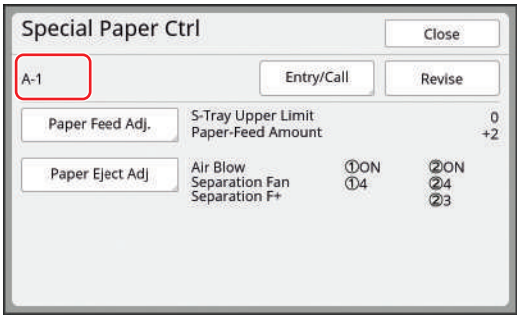 Special Paper Ctrl
Close
A-1
Entry/Call
Revise
Paper Feed Adj.
S-Tray Upper Limit 0
Paper-Feed Amount +2
Paper Eject Adj
Air Blow ①ON ②ON
Separation Fan ①4 ②4
Separation F+ ②3